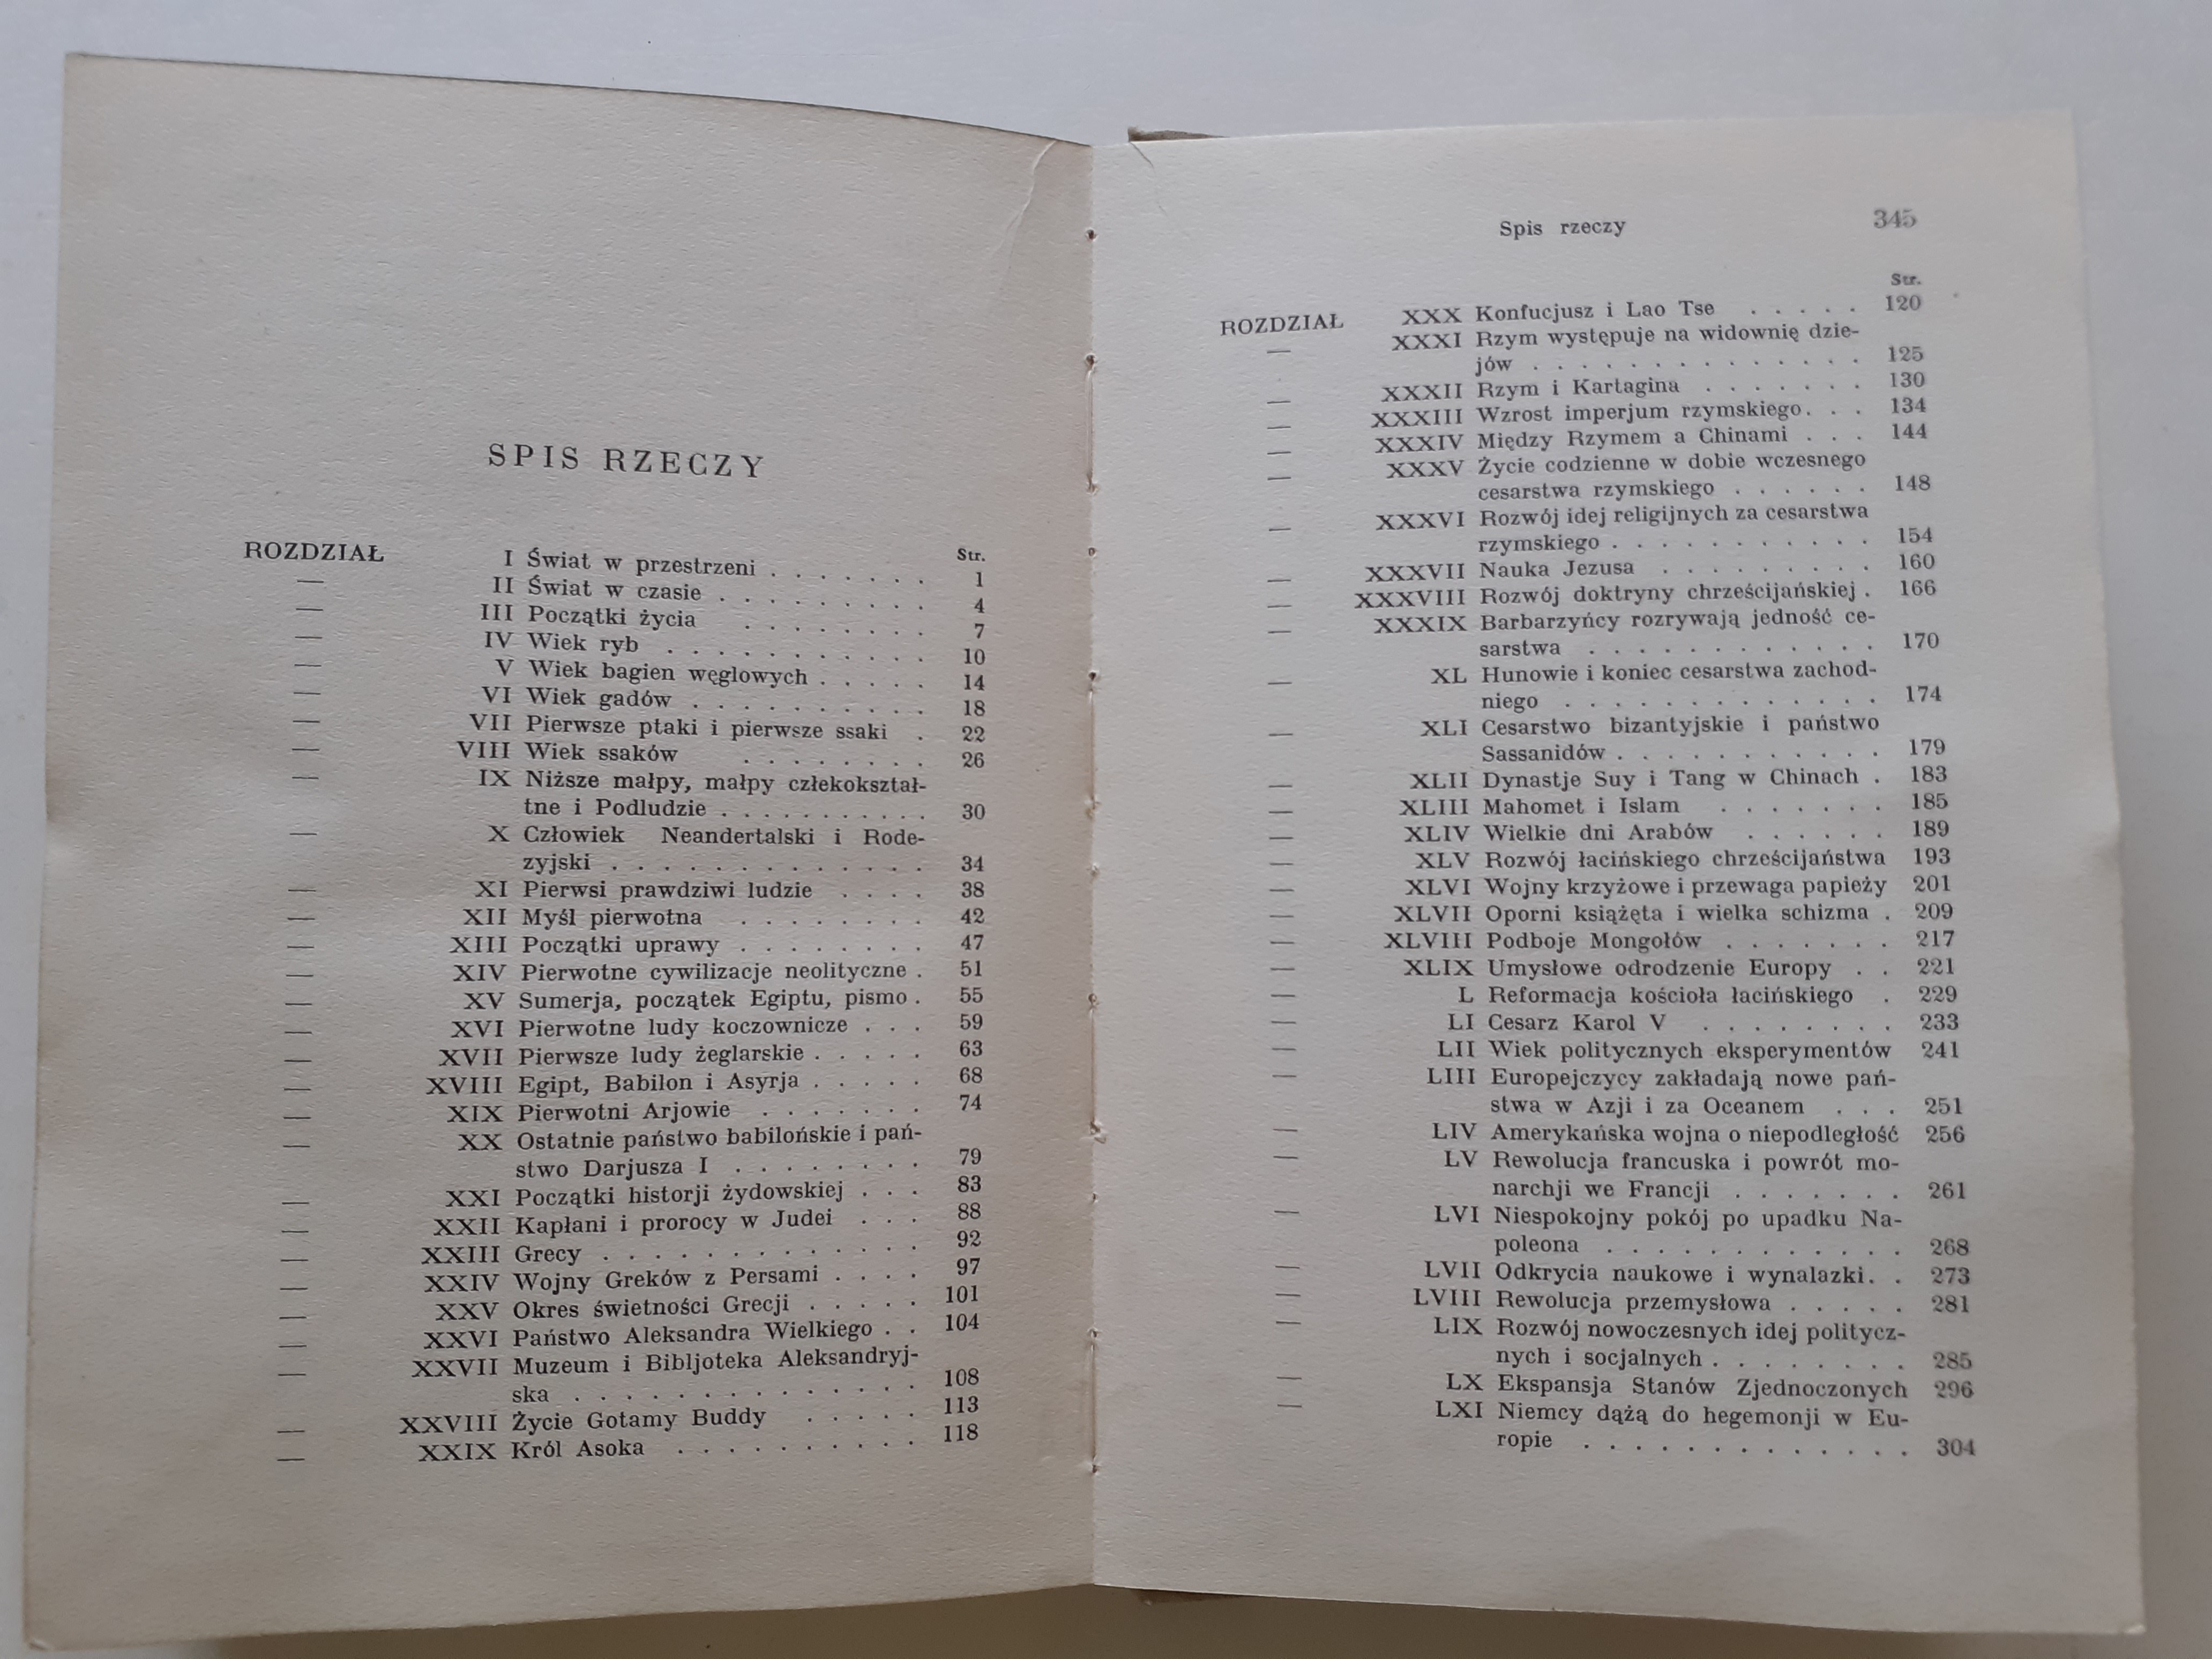 SPIS RZECZY
ROZDZIAŁ Str.
I Świat w przestrzeni . . . . . . . 1
— II Świat w czasie . . . . . . . . . 4
— III Początki życia . . . . . . . . 7
— IV Wiek ryb . . . . . . . . . . . 10
— V Wiek bagien węglowych . . . . . 14
— VI Wiek gadów . . . . . . . . . . 18
— VII Pierwsze ptaki i pierwsze ssaki . 22
— VIII Wiek ssaków . . . . . . . . 26
— IX Niższe małpy, małpy człekokształ-
tne i Podludzie . . . . . . . . . . . 30
— X Człowiek Neandertalski i Rode-
zyjski . . . . . . . . . . . . . 34
— XI Pierwsi prawdziwi ludzie . . . . 38
— XII Myśl pierwotna . . . . . . . . 42
— XIII Początki uprawy . . . . . . . . 47
— XIV Pierwotne cywilizacje neolityczne . 51
— XV Sumerja, początek Egiptu, pismo . 55
— XVI Pierwotne ludy koczownicze . . . 59
— XVII Pierwsze ludy żeglarskie . . . . . 63
— XVIII Egipt, Babilon i Asyrja . . . . . 68
— XIX Pierwotni Arjowie . . . . . . . 74
— XX Ostatnie państwo babilońskie i pań-
stwo Darjusza I . . . . . . . . 79
— XXI Początki historji żydowskiej . . . 83
— XXII Kapłani i prorocy w Judei . . . 88
— XXIII Grecy . . . . . . . . . . . . . 92
— XXIV Wojny Greków z Persami . . . . 97
— XXV Okres świetności Grecji . . . . . 101
— XXVI Państwo Aleksandra Wielkiego . . 104
— XXVII Muzeum i Bibljoteka Aleksandryj-
ska . . . . . . . . . . . . . . 108
— XXVIII Życie Gotamy Buddy . . . . . 113
— XXIX Król Asoka . . . . . . . . . . 118
Spis rzeczy 345
Str.
ROZDZIAŁ XXX Konfucjusz i Lao Tse . . . . . 120
— XXXI Rzym występuje na widownię dzie-
jów . . . . . . . . . . . . . . 125
— XXXII Rzym i Kartagina . . . . . . . 130
— XXXIII Wzrost imperjum rzymskiego . . . 134
— XXXIV Między Rzymem a Chinami . . . 144
— XXXV Życie codzienne w dobie wczesnego
cesarstwa rzymskiego . . . . . . 148
— XXXVI Rozwój idej religijnych za cesarstwa
rzymskiego . . . . . . . . . . . 154
— XXXVII Nauka Jezusa . . . . . . . . . 160
— XXXVIII Rozwój doktryny chrześcijańskiej . 166
— XXXIX Barbarzyńcy rozrywają jedność ce-
sarstwa . . . . . . . . . . . . 170
— XL Hunowie i koniec cesarstwa zachod-
niego . . . . . . . . . . . . . 174
— XLI Cesarstwo bizantyjskie i państwo
Sassanidów . . . . . . . . . . . 179
— XLII Dynastje Suy i Tang w Chinach . 183
— XLIII Mahomet i Islam . . . . . . . 185
— XLIV Wielkie dni Arabów . . . . . . 189
— XLV Rozwój łacińskiego chrześcijaństwa 193
— XLVI Wojny krzyżowe i przewaga papieży 201
— XLVII Oporni książęta i wielka schizma . 209
— XLVIII Podboje Mongołów . . . . . . . 217
— XLIX Umysłowe odrodzenie Europy . . 221
— L Reformacja kościoła łacińskiego . 229
— LI Cesarz Karol V . . . . . . . . 233
— LII Wiek politycznych eksperymentów 241
— LIII Europejczycy zakładają nowe pań-
stwa w Azji i za Oceanem . . . 251
— LIV Amerykańska wojna o niepodległość 256
— LV Rewolucja francuska i powrót mo-
narchji we Francji . . . . . . . 261
— LVI Niespokojny pokój po upadku Na-
poleona . . . . . . . . . . . . 268
— LVII Odkrycia naukowe i wynalazki . . 273
— LVIII Rewolucja przemysłowa . . . . . 281
— LIX Rozwój nowoczesnych idej politycz-
nych i socjalnych . . . . . . . . 285
— LX Ekspansja Stanów Zjednoczonych 296
— LXI Niemcy dążą do hegemonji w Eu-
ropie . . . . . . . . . . . . . 304